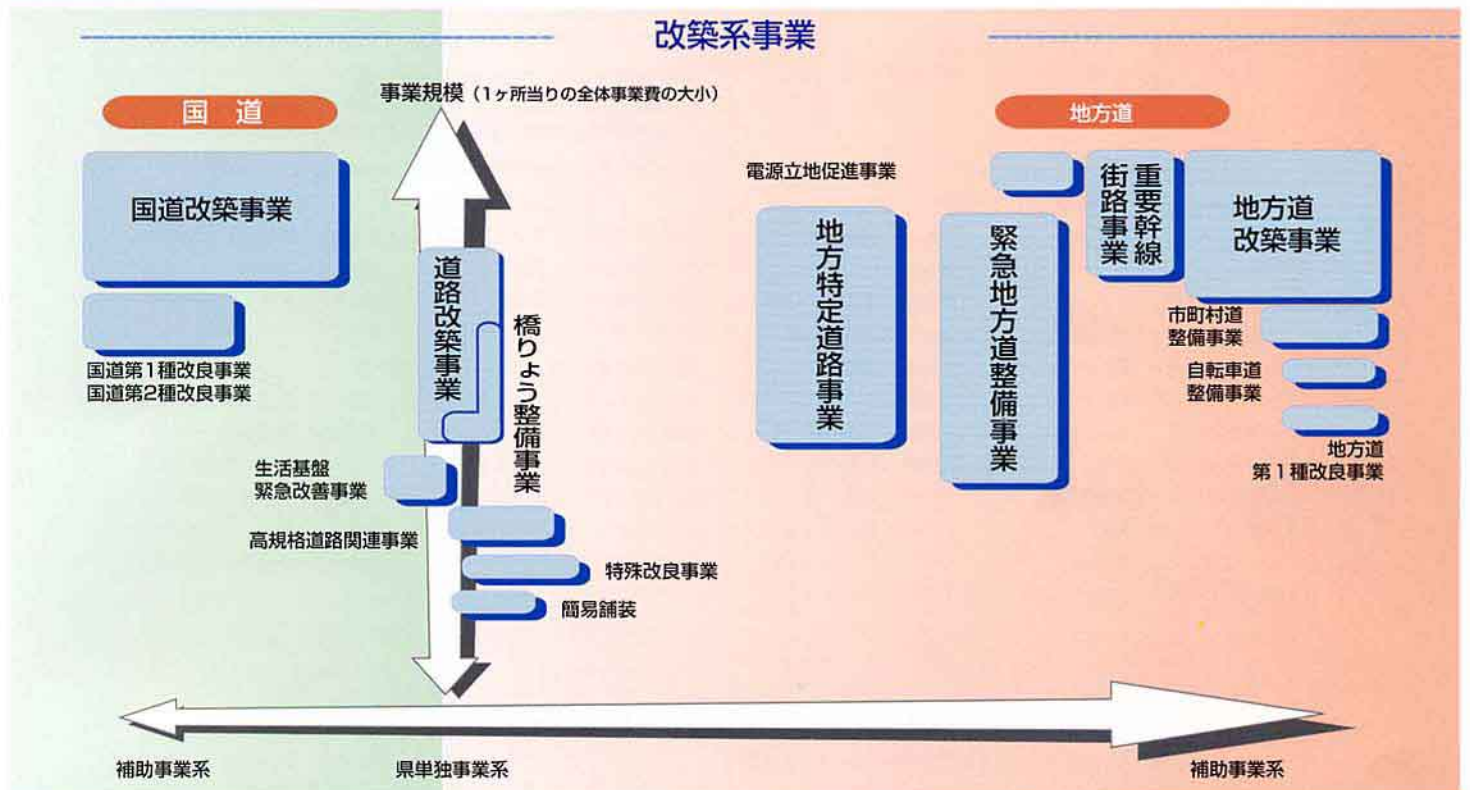 改築系事業
事業規模（1ヶ所当りの全体事業費の大小）
国 道
地方道
国道改築事業
国道第1種改良事業
国道第2種改良事業
道路改築事業
橋りょう整備事業
生活基盤
緊急改善事業
高規格道路関連事業
特殊改良事業
簡易舗装
電源立地促進事業
地方特定道路事業
緊急地方道整備事業
重要幹線
街路事業
地方道
改築事業
市町村道
整備事業
自転車道
整備事業
地方道
第1種改良事業
補助事業系
県単独事業系
補助事業系